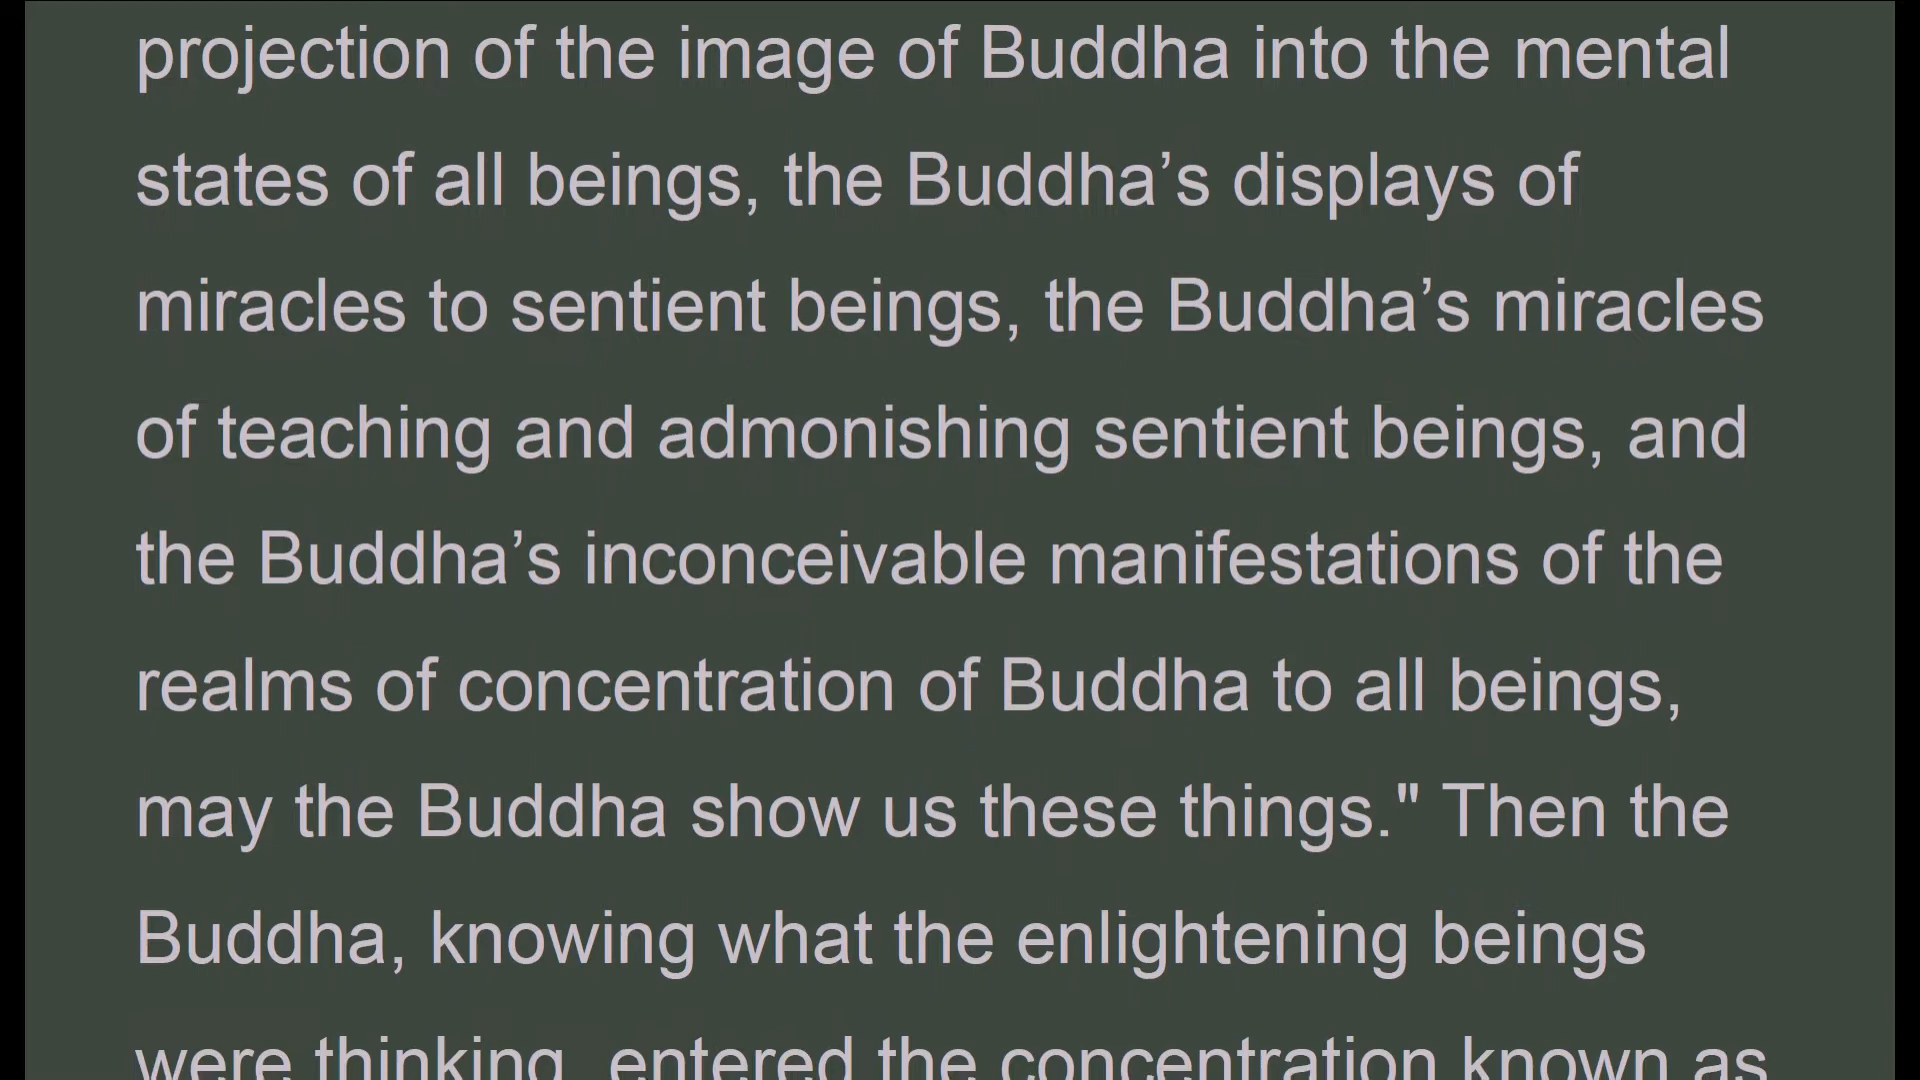 projection of the image of Buddha into the mental
states of all beings, the Buddha’s displays of
miracles to sentient beings, the Buddha’s miracles
of teaching and admonishing sentient beings, and
the Buddha’s inconceivable manifestations of the
realms of concentration of Buddha to all beings,
may the Buddha show us these things." Then the
Buddha, knowing what the enlightening beings
were thinking, entered the concentration known as